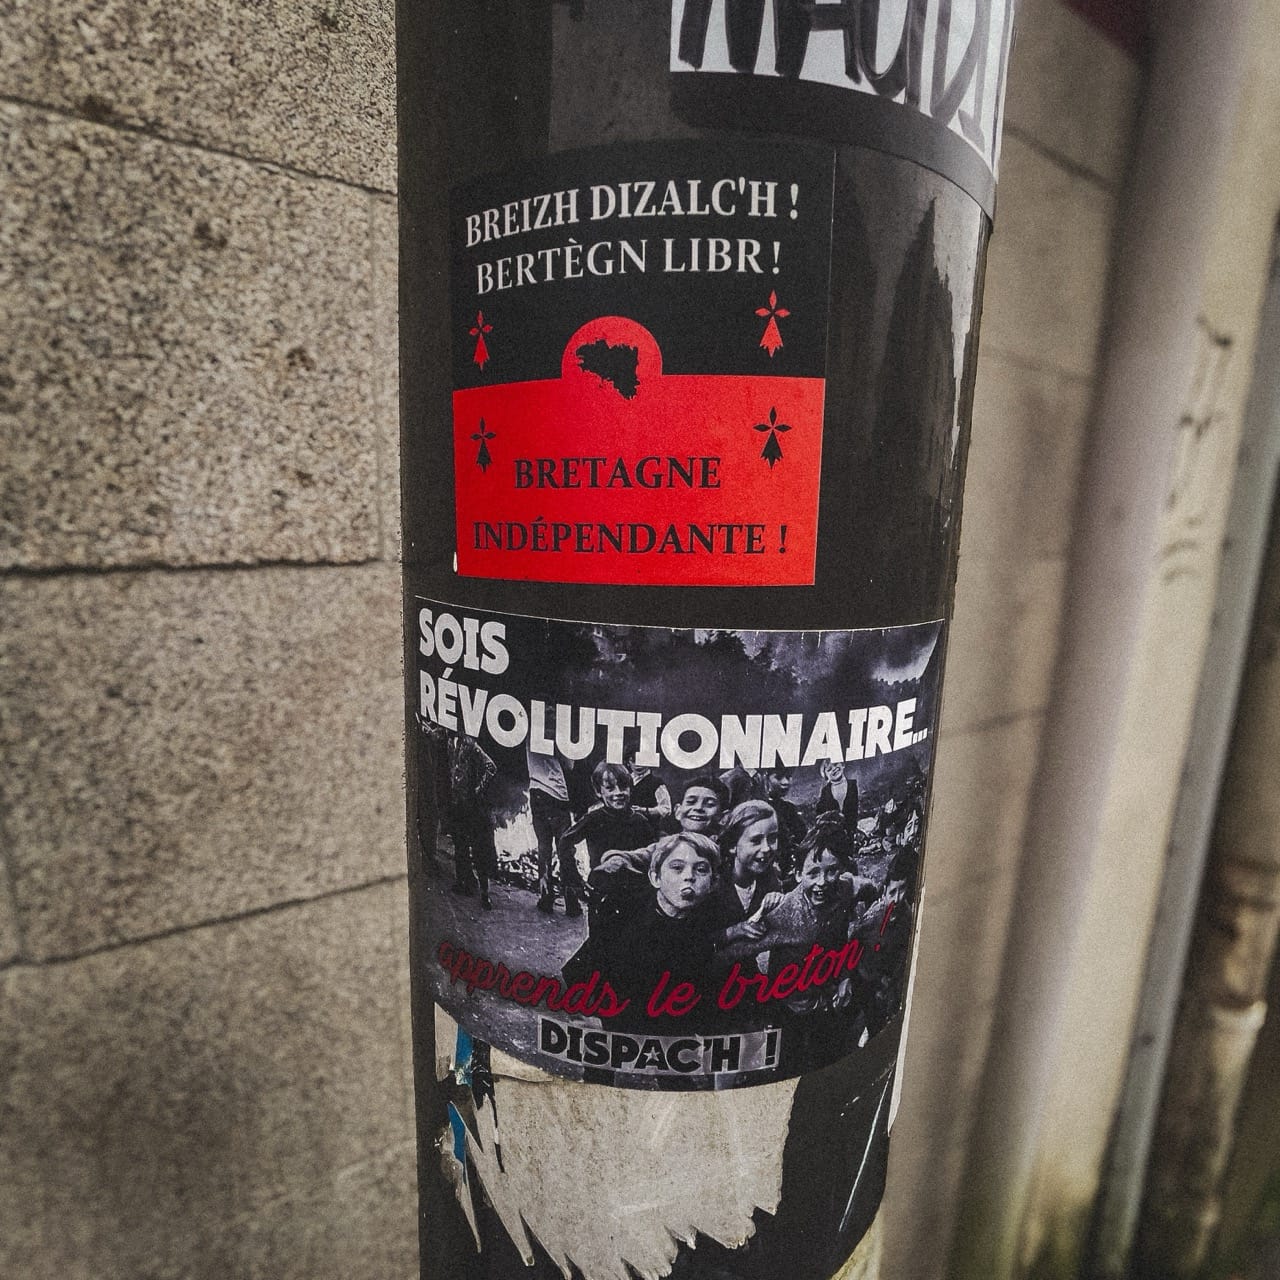 BREIZH DIZALC'H !
BERTÈGN LIBR !
BRETAGNE
INDÉPENDANTE !
SOIS
RÉVOLUTIONNAIRE...
apprends le breton !
DISPAC'H !